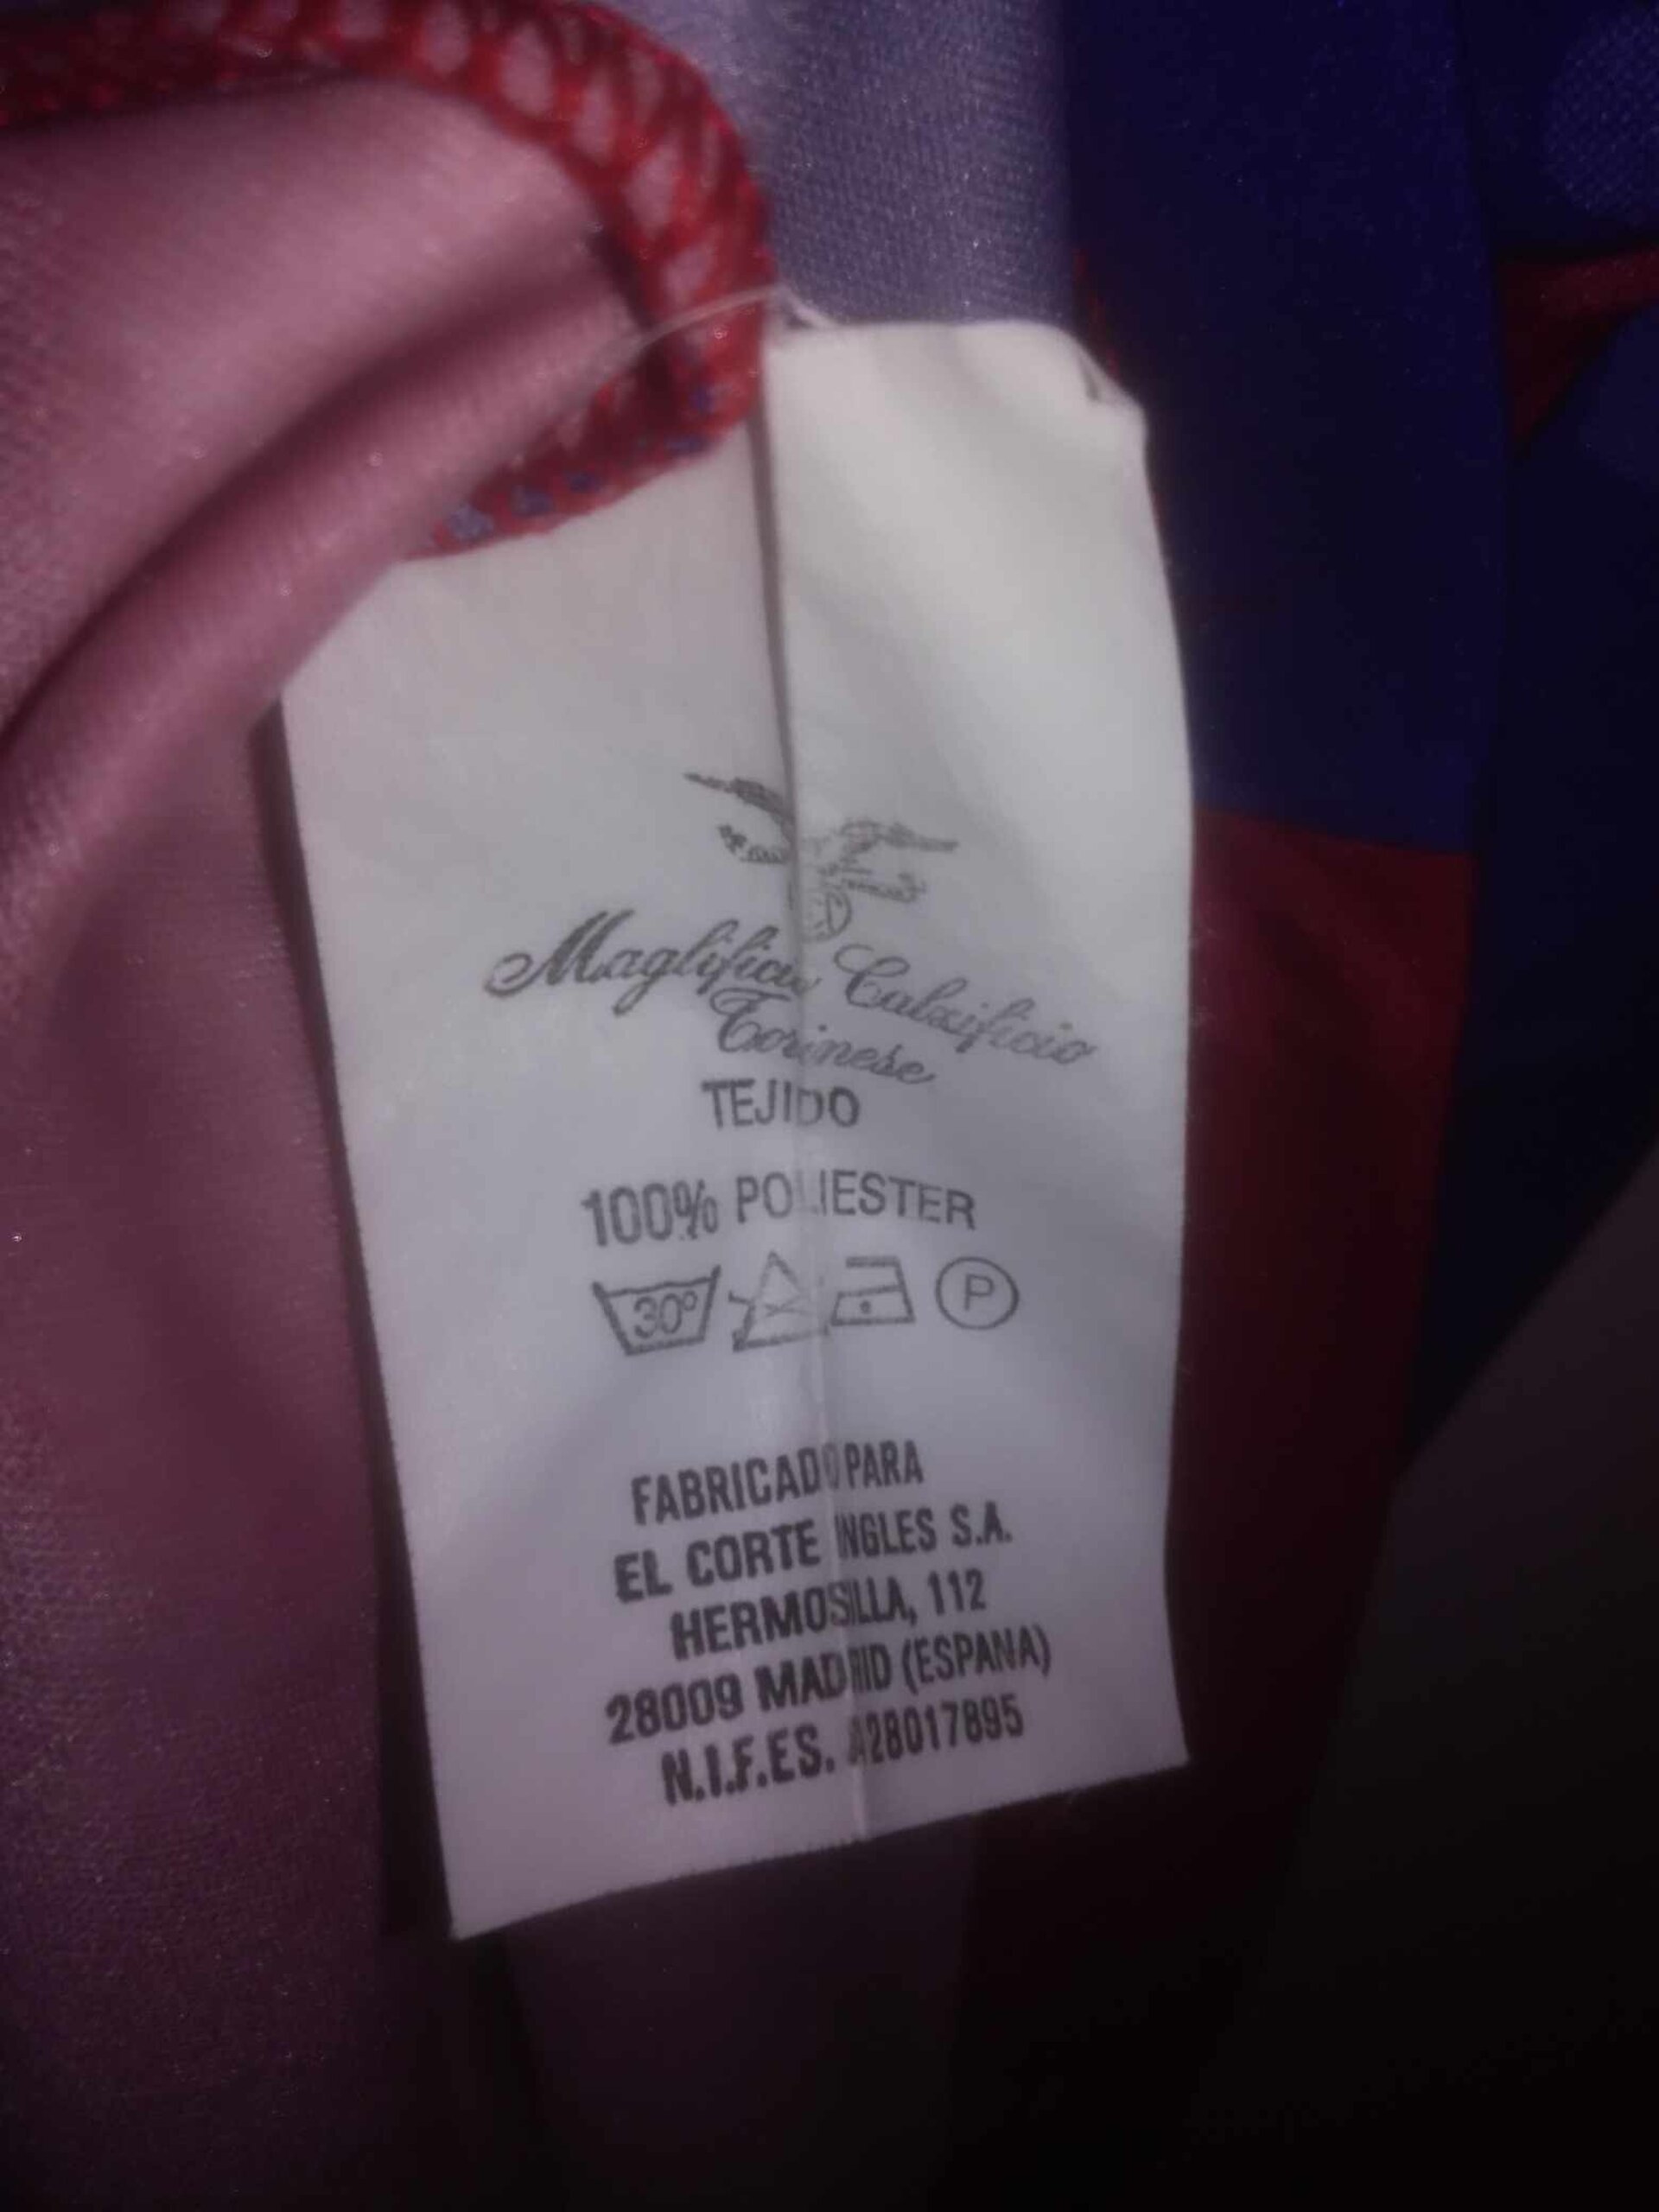 Maglificio Calzificio
Torinese
TEJIDO
100% POLIESTER
30° P
FABRICADO PARA
EL CORTE INGLES S.A.
HERMOSILLA, 112
28009 MADRID (ESPANA)
N.I.F.ES. A28017895